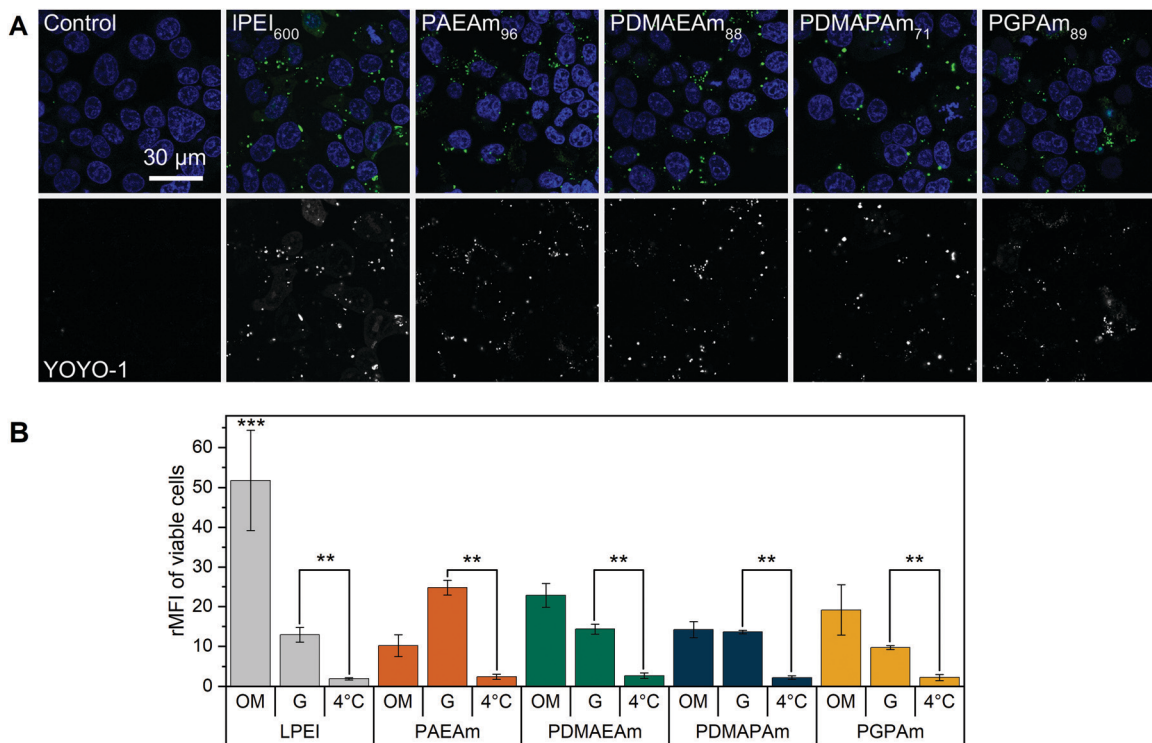 A
Control
lPEI600
PAEAm96
PDMAEAm88
PDMAPAm71
PGPAm89
30 µm
YOYO-1
B
rMFI of viable cells
60
50
40
30
20
10
0
***
**
**
**
**
**
OM G 4°C OM G 4°C OM G 4°C OM G 4°C OM G 4°C
LPEI PAEAm PDMAEAm PDMAPAm PGPAm